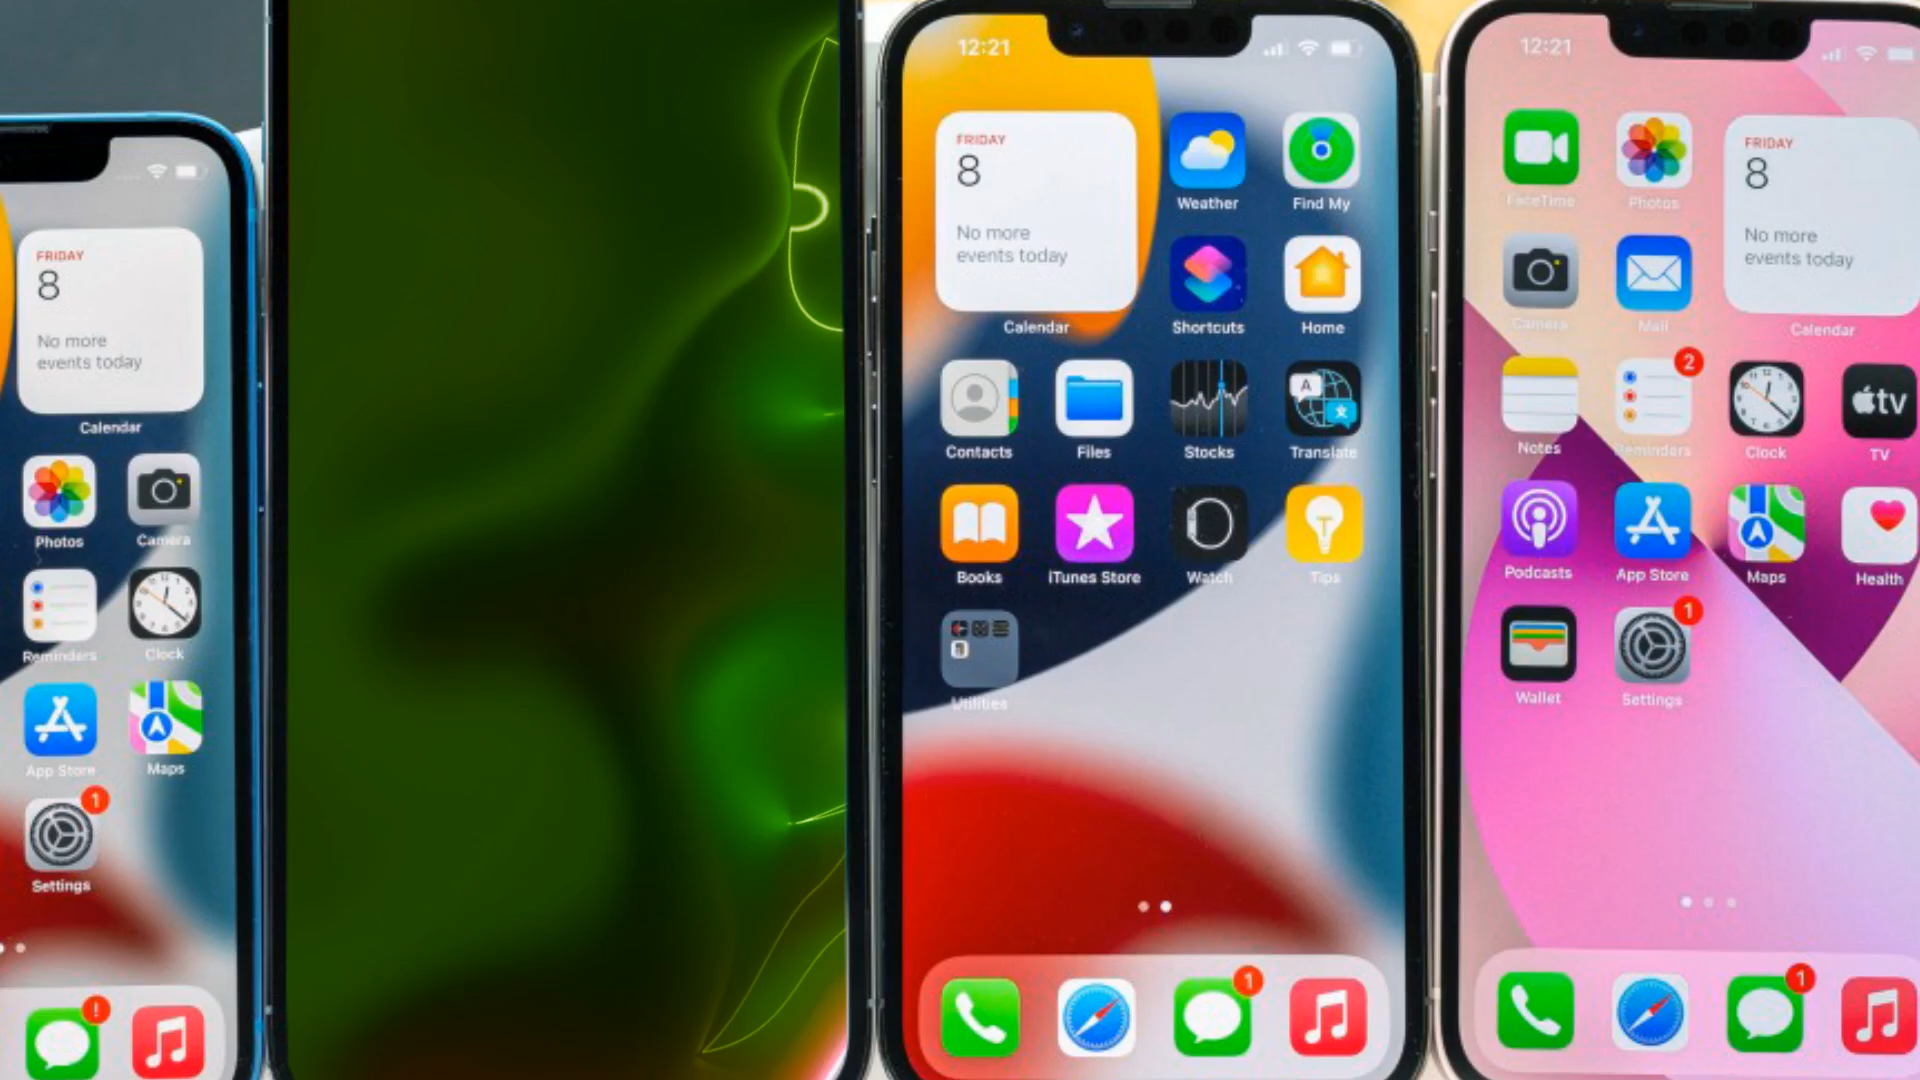 FRIDAY
8
No more
events today
Calendar
Photos
Camera
Reminders
Clock
App Store
Maps
1
Settings
!
12:21
FRIDAY
8
No more
events today
Calendar
Weather
Find My
Shortcuts
Home
Contacts
Files
Stocks
A
Translate
Books
iTunes Store
Watch
Tips
Utilities
1
12:21
FaceTime
Photos
FRIDAY
8
No more
events today
Camera
Mail
Calendar
2
tv
Notes
Reminders
Clock
TV
Podcasts
App Store
Maps
Health
1
Wallet
Settings
1